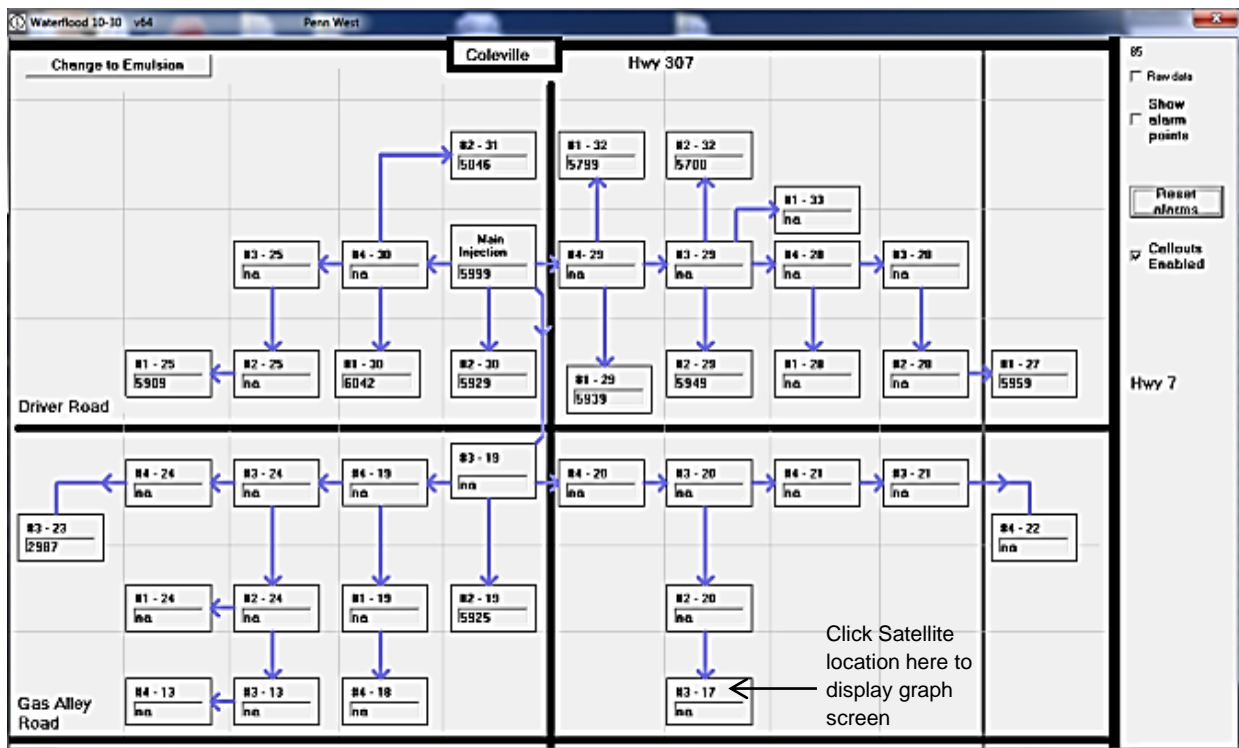 Waterflood 10-30 v64 Penn West
Change to Emulsion
Coleville
Hwy 307
85
Raw data
Show
alarm
points
Reset
alarms
Callouts
Enabled
Hwy 7
#2 - 31
5046
#1 - 32
5799
#2 - 32
5700
#1 - 33
na
#3 - 25
na
#4 - 30
na
Main
Injection
5999
#4 - 29
na
#3 - 29
na
#4 - 28
na
#3 - 28
na
#1 - 25
5909
#2 - 25
na
#1 - 30
6042
#2 - 30
5929
#1 - 29
5939
#2 - 29
5949
#1 - 28
na
#2 - 28
na
#1 - 27
5959
Driver Road
#4 - 24
na
#3 - 24
na
#4 - 19
na
#3 - 19
na
#4 - 20
na
#3 - 20
na
#4 - 21
na
#3 - 21
na
#3 - 23
2987
#4 - 22
na
#1 - 24
na
#2 - 24
na
#1 - 19
na
#2 - 19
5925
#2 - 20
na
Click Satellite
location here to
display graph
screen
#4 - 13
na
#3 - 13
na
#4 - 18
na
#3 - 17
na
Gas Alley
Road